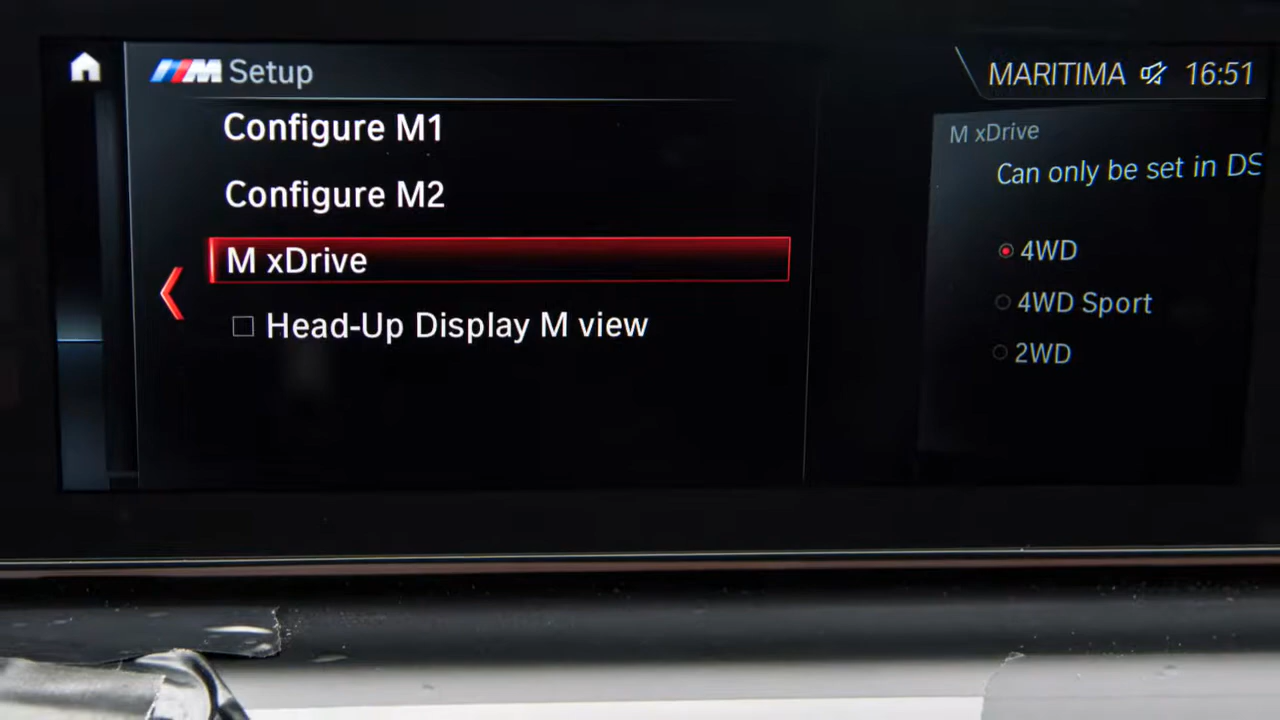 M Setup
MARITIMA 16:51
Configure M1
Configure M2
M xDrive
Head-Up Display M view
M xDrive
Can only be set in DS
4WD
4WD Sport
2WD